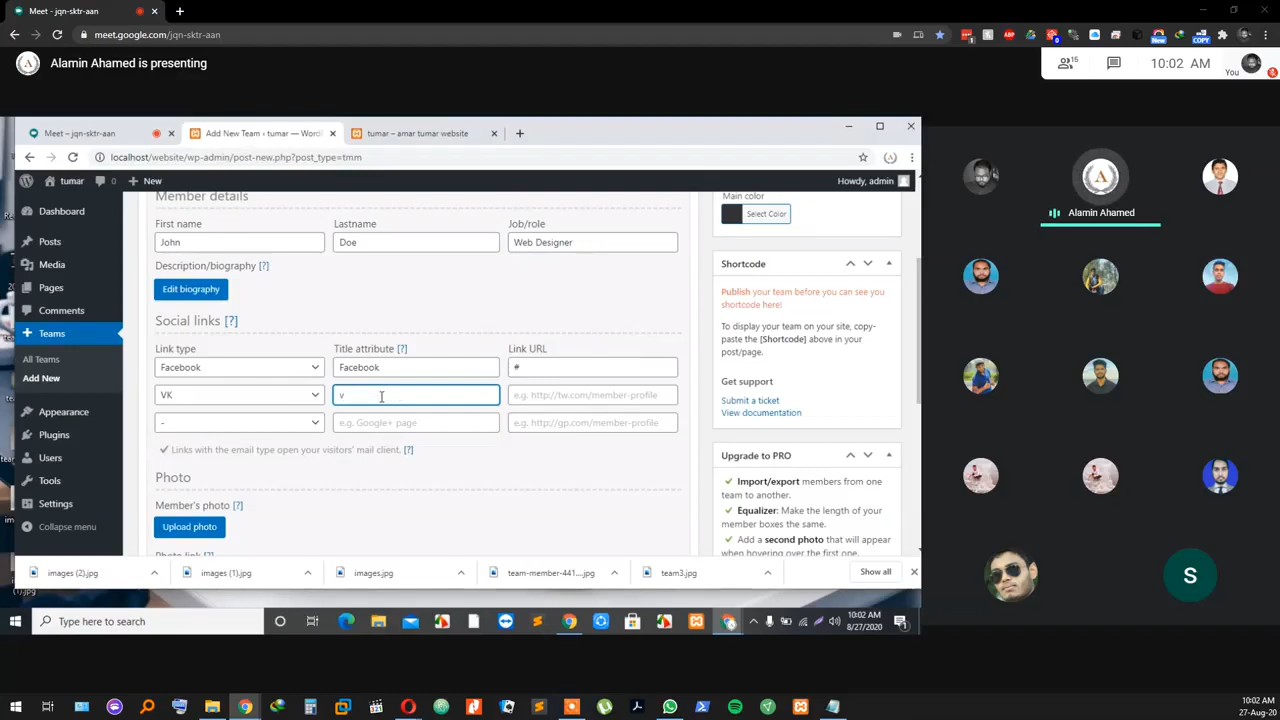 Meet - jqn-sktr-aan
meet.google.com/jqn-sktr-aan
New
COPY
Alamin Ahamed is presenting
16
10:02 AM
You
Meet – jqn-sktr-aan
Add New Team ‹ tumar — Word
tumar – amar tumar website
localhost/website/wp-admin/post-new.php?post_type=tmm
tumar
0
New
Howdy, admin
Dashboard
Posts
Media
Pages
Comments
Teams
All Teams
Add New
Appearance
Plugins
Users
Tools
Settings
Collapse menu
Member details
First name
Lastname
Job/role
John
Doe
Web Designer
Description/biography [?]
Edit biography
Social links [?]
Link type
Title attribute [?]
Link URL
Facebook
Facebook
#
VK
v
e.g. http://tw.com/member-profile
-
e.g. Google+ page
e.g. http://gp.com/member-profile
Links with the email type open your visitors' mail client. [?]
Photo
Member's photo [?]
Upload photo
Photo link [?]
Main color
Select Color
Shortcode
Publish your team before you can see you
shortcode here!
To display your team on your site, copy-
paste the [Shortcode] above in your
post/page.
Get support
Submit a ticket
View documentation
Upgrade to PRO
Import/export members from one
team to another.
Equalizer: Make the length of your
member boxes the same.
Add a second photo that will appear
when hovering over the first one.
images (2).jpg
images (1).jpg
images.jpg
team-member-441....jpg
team3.jpg
Show all
(1).jpg
Type here to search
10:02 AM
8/27/2020
Alamin Ahamed
S
10:02 AM
27-Aug-20